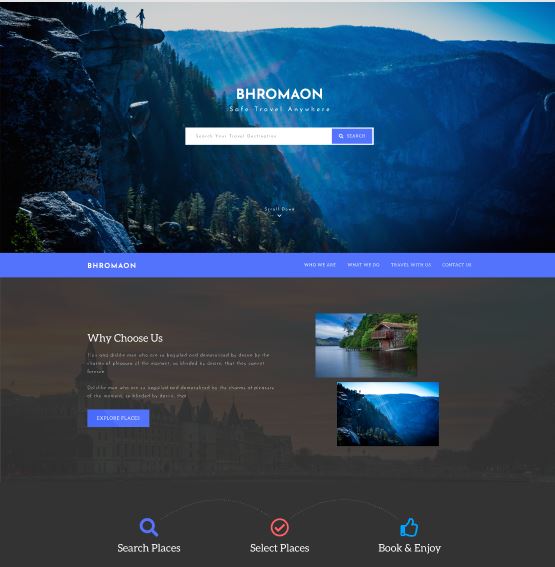 BHROMAON
Safe Travel Anywhere
Search Your Travel Destination
SEARCH
Scroll Down
BHROMAON
WHO WE ARE WHAT WE DO TRAVEL WITH US CONTACT US
Why Choose Us
and dislike men who are so beguiled and demoralized by the
charms of pleasure of the moment, so blinded by desire, that they cannot
foresee
Dislike men who are so beguiled and demoralized by the charms of pleasure
of the moment, so blinded by desire, that
EXPLORE PLACES
Search Places
Select Places
Book & Enjoy